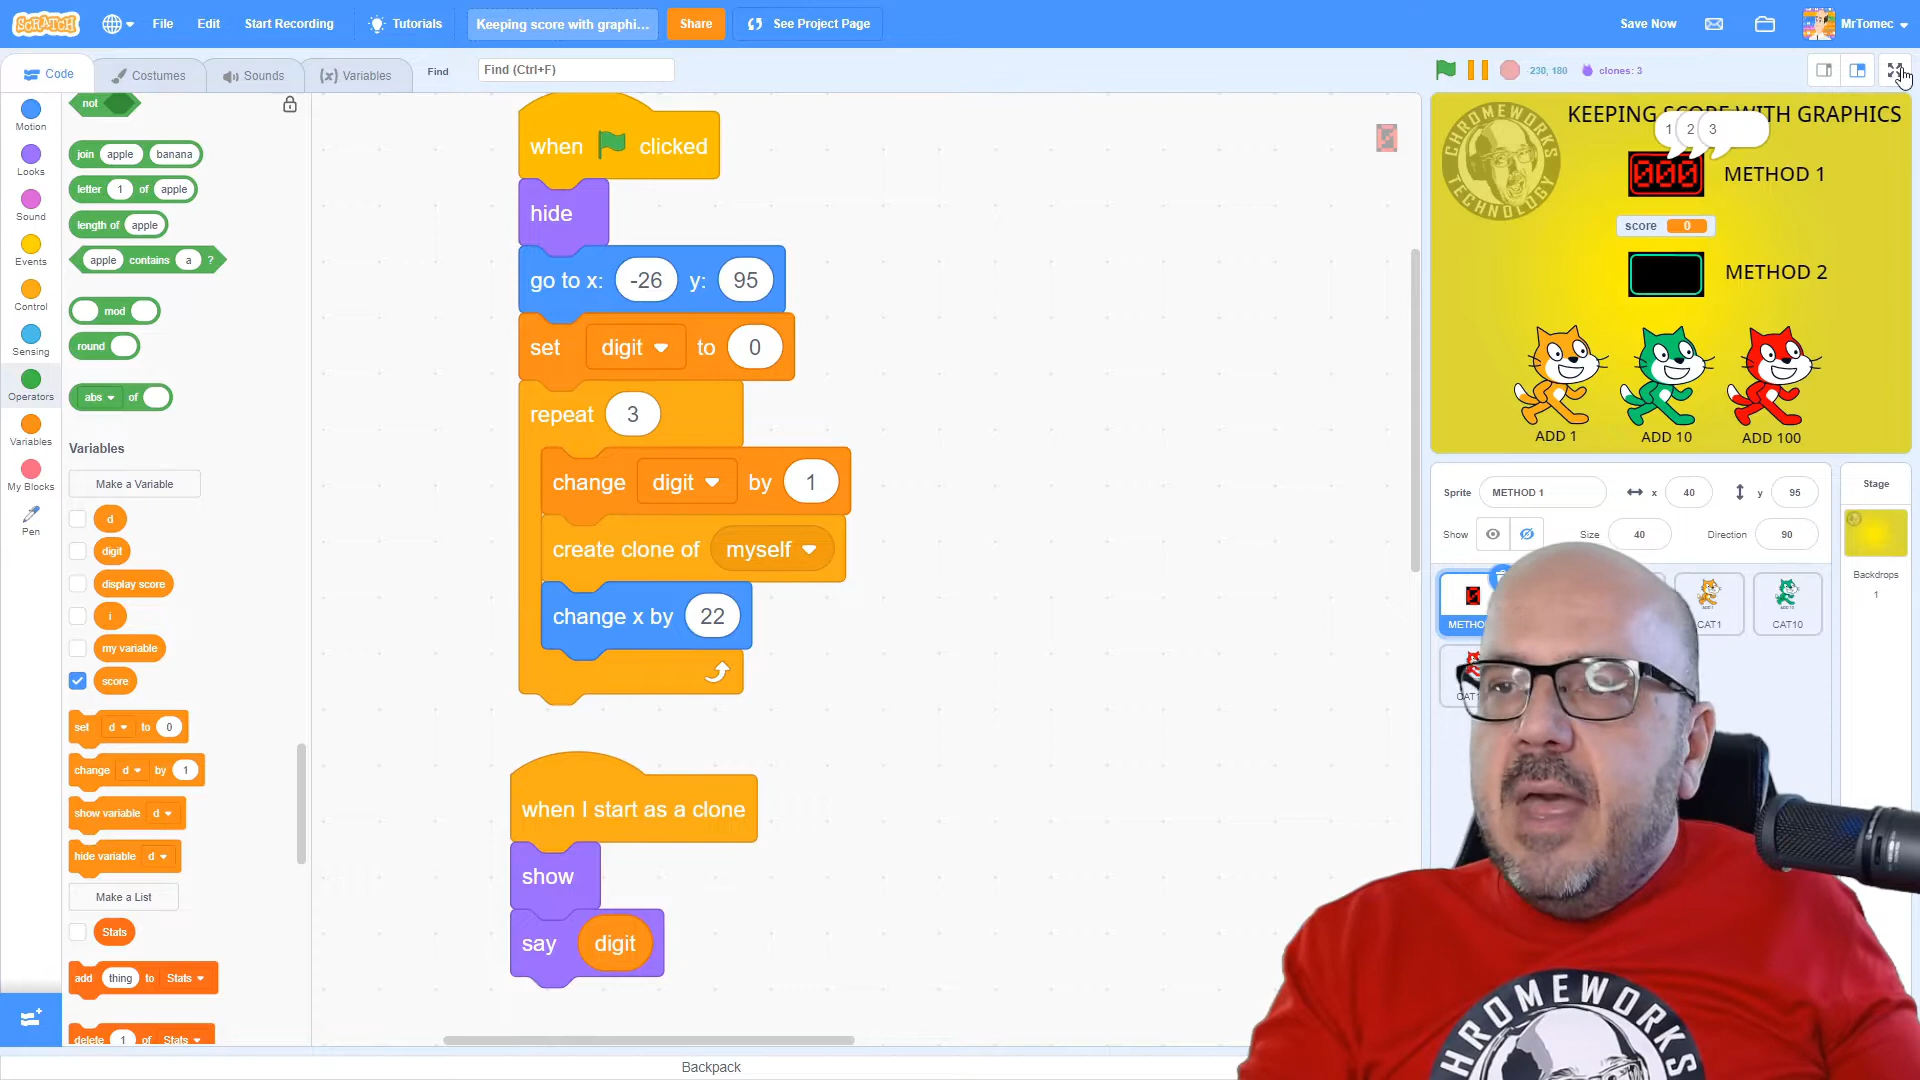 SCRATCH
File
Edit
Start Recording
Tutorials
Keeping score with graphi...
Share
See Project Page
Save Now
MrTomec
Code
Costumes
Sounds
(x) Variables
Find
Find (Ctrl+F)
-230, 180
clones: 3
Motion
Looks
Sound
Events
Control
Sensing
Operators
Variables
My Blocks
Pen
not
join apple banana
letter 1 of apple
length of apple
apple contains a ?
mod
round
abs of
Variables
Make a Variable
d
digit
display score
i
my variable
score
set d to 0
change d by 1
show variable d
hide variable d
Make a List
Stats
add thing to Stats
delete 1 of Stats
when clicked
hide
go to x: -26 y: 95
set digit to 0
repeat 3
change digit by 1
create clone of myself
change x by 22
when I start as a clone
show
say digit
Backpack
KEEPING SCORE WITH GRAPHICS
CHROMEWORKS TECHNOLOGY
1 2 3
000
METHOD 1
score 0
METHOD 2
ADD 1
ADD 10
ADD 100
Sprite METHOD 1 x 40 y 95
Show Size 40 Direction 90
Stage
Backdrops
1
CAT1
CAT10
CHROMEWORKS